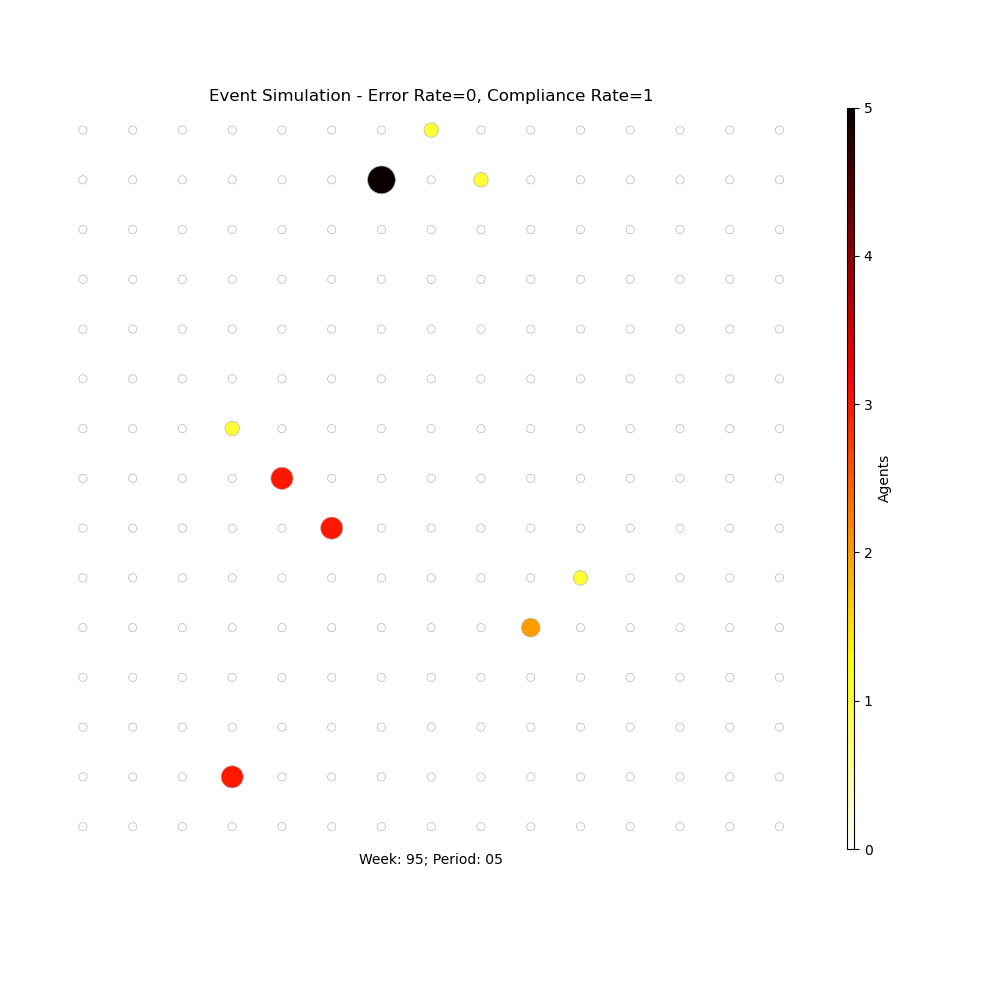 Event Simulation - Error Rate=0, Compliance Rate=1
5
4
3
2
1
0
Agents
Week: 95; Period: 05